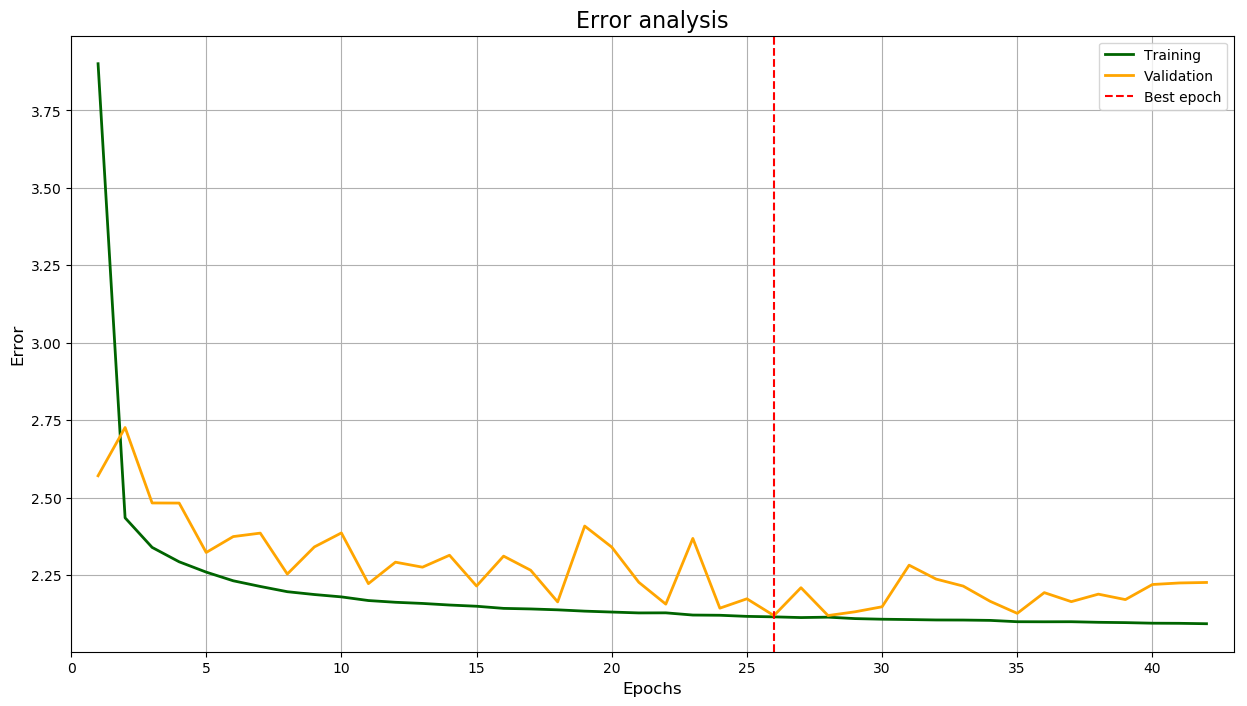 Error analysis
Training
Validation
Best epoch
3.75
3.50
3.25
3.00
2.75
2.50
2.25
Error
0 5 10 15 20 25 30 35 40
Epochs